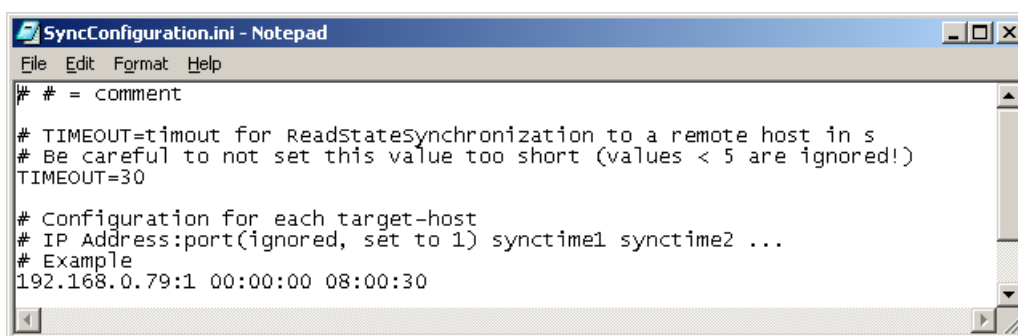 SyncConfiguration.ini - Notepad
File Edit Format Help
# # = comment
# TIMEOUT=timout for ReadStateSynchronization to a remote host in s
# Be careful to not set this value too short (values < 5 are ignored!)
TIMEOUT=30
# Configuration for each target-host
# IP Address:port(ignored, set to 1) synctime1 synctime2 ...
# Example
192.168.0.79:1 00:00:00 08:00:30